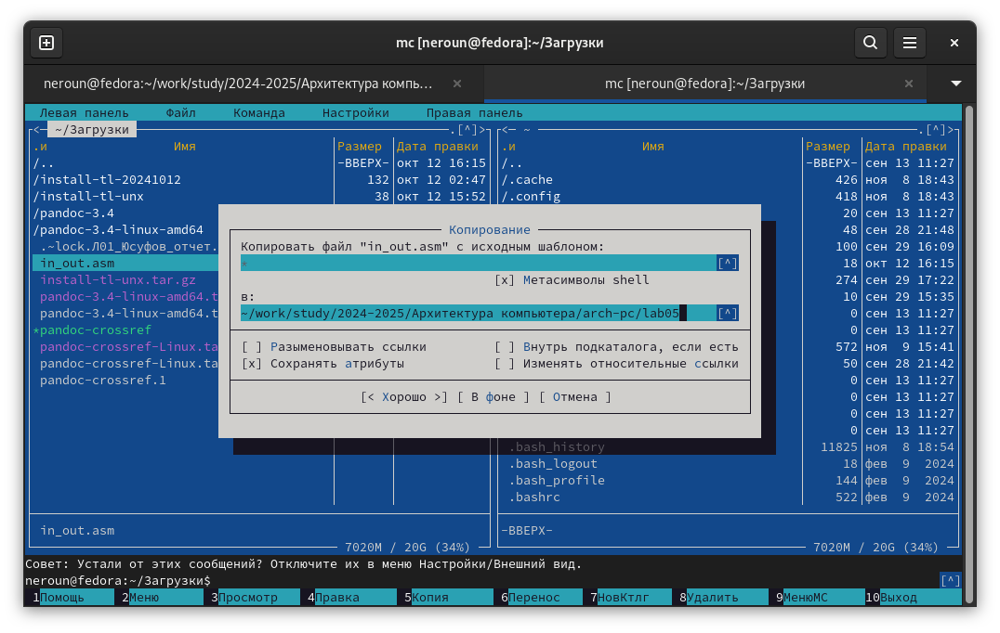 mc [neroun@fedora]:~/Загрузки
neroun@fedora:~/work/study/2024-2025/Архитектура компь... × mc [neroun@fedora]:~/Загрузки ×
Левая панель Файл Команда Настройки Правая панель
<— ~/Загрузки .[^]> <— ~ .[^]>
.и Имя Размер Дата правки .и Имя Размер Дата правки
/.. -ВВЕРХ- окт 12 16:15 /.. -ВВЕРХ- сен 13 11:27
/install-tl-20241012 132 окт 12 02:47 /.cache 426 ноя 8 18:43
/install-tl-unx 38 окт 12 15:52 /.config 418 ноя 8 18:43
/pandoc-3.4 20 сен 13 11:27
/pandoc-3.4-linux-amd64 Копирование 48 сен 28 21:48
.~lock.Л01_Юсуфов_отчет. Копировать файл "in_out.asm" с исходным шаблоном: 100 сен 29 16:09
in_out.asm * [^] 18 окт 12 16:15
install-tl-unx.tar.gz [x] Метасимволы shell 274 сен 29 17:22
pandoc-3.4-linux-amd64.t в: 10 сен 29 15:35
pandoc-3.4-linux-amd64.t ~/work/study/2024-2025/Архитектура компьютера/arch-pc/lab05 [^] 0 сен 13 11:27
*pandoc-crossref 0 сен 13 11:27
pandoc-crossref-Linux.ta [ ] Разыменовывать ссылки [ ] Внутрь подкаталога, если есть 572 ноя 9 15:41
pandoc-crossref-Linux.ta [x] Сохранять атрибуты [ ] Изменять относительные ссылки 50 сен 28 21:42
pandoc-crossref.1 0 сен 13 11:27
[< Хорошо >] [ В фоне ] [ Отмена ] 0 сен 13 11:27
0 сен 13 11:27
0 сен 13 11:27
.bash_history 11825 ноя 8 18:54
.bash_logout 18 фев 9 2024
.bash_profile 144 фев 9 2024
.bashrc 522 фев 9 2024
in_out.asm -ВВЕРХ-
7020M / 20G (34%) 7020M / 20G (34%)
Совет: Устали от этих сообщений? Отключите их в меню Настройки/Внешний вид.
neroun@fedora:~/Загрузки$ [^]
1Помощь 2Меню 3Просмотр 4Правка 5Копия 6Перенос 7НовКтлг 8Удалить 9МенюMC 10Выход